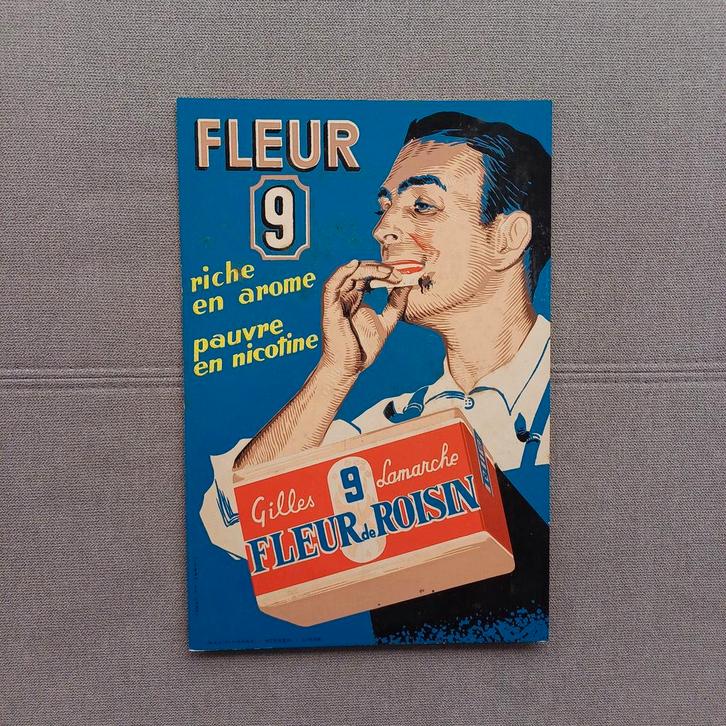 FLEUR
9
riche
en arome
pauvre
en nicotine
Gilles 9 Lamarche
FLEUR de ROISIN